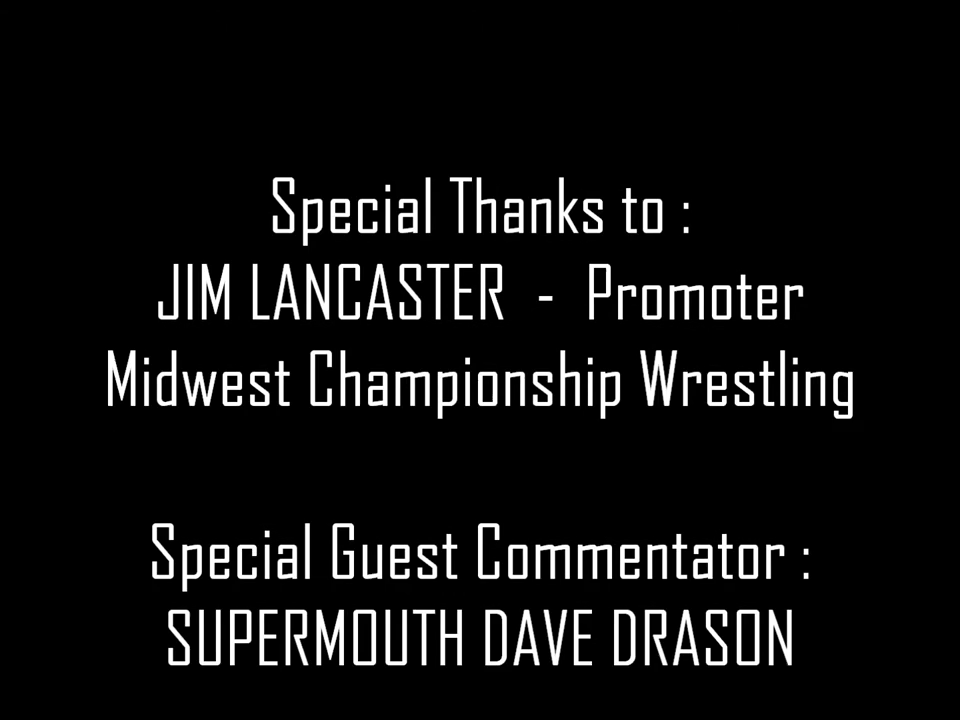 Special Thanks to :
JIM LANCASTER - Promoter
Midwest Championship Wrestling
Special Guest Commentator :
SUPERMOUTH DAVE DRASON